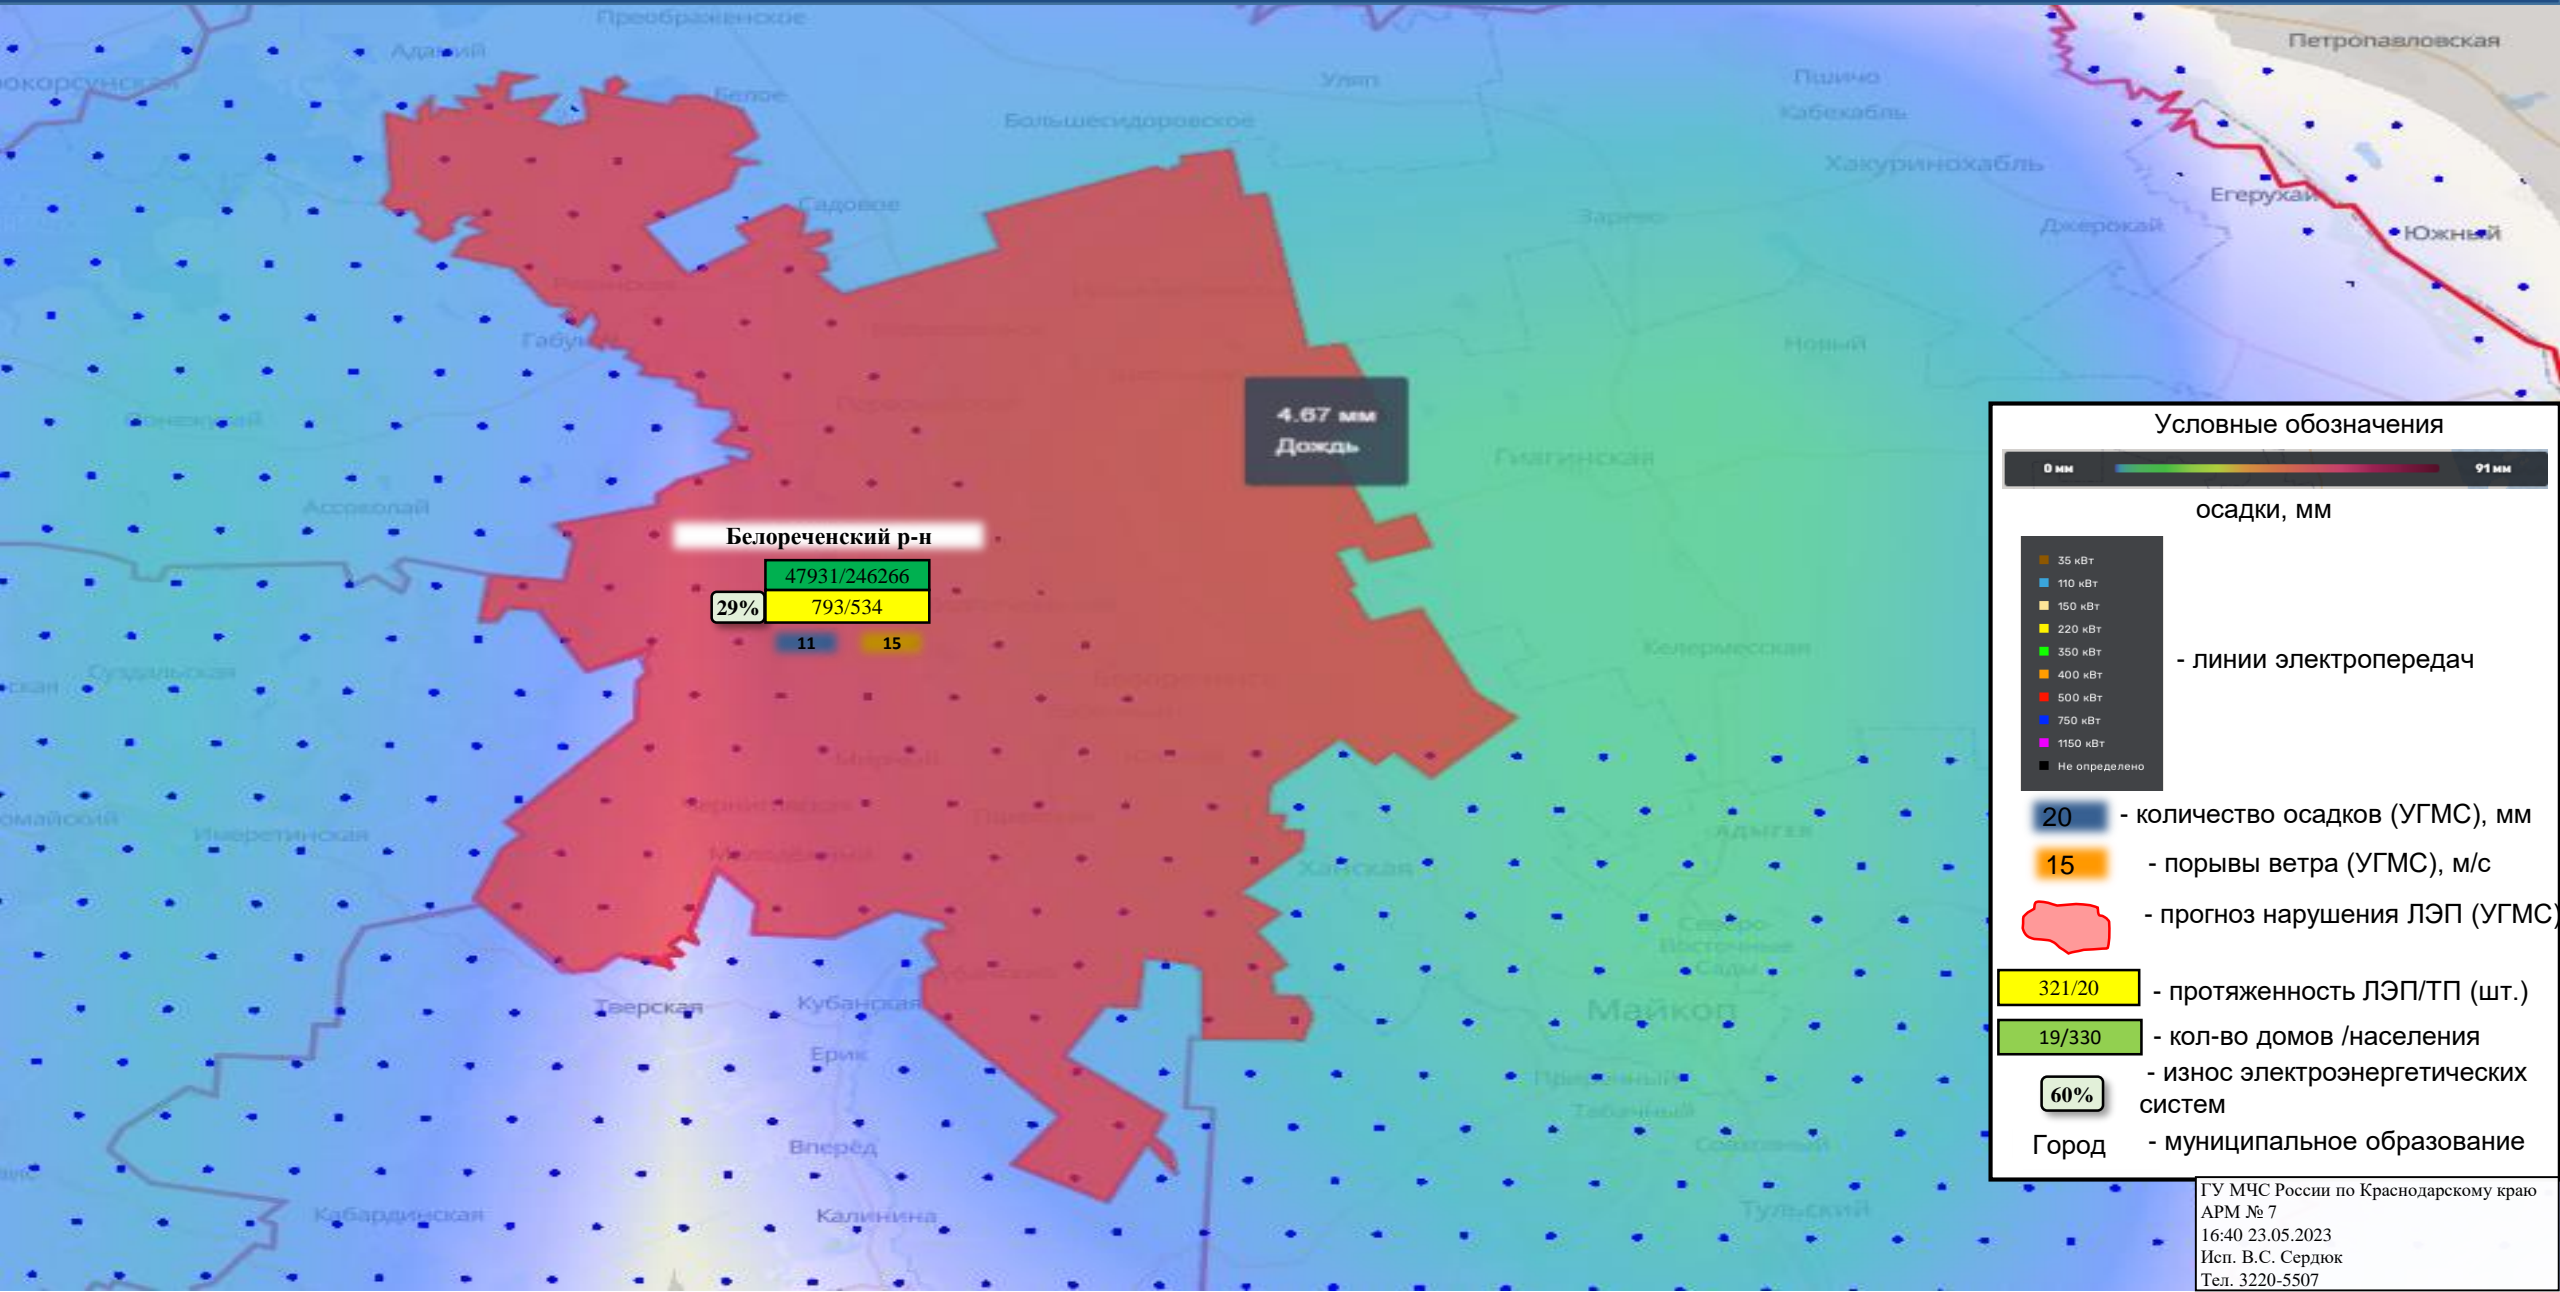 Преображенское
Адамий
Петропавловская
Уляп
Пшичо
Белое
Большесидоровское
Кабехабль
Хакуринохабль
Егерухай
Садовое
Джерокай
Южный
Новый
4.67 мм
Дождь
Гиагинская
Ассоколай
Белореченский р-н
47931/246266
29%
793/534
11
15
Келермесская
Суздальская
Имеретинская
Ханская
Адыгея
Северо-
Восточные
Сады
Майкоп
Тверская
Кубанская
Ерик
Вперёд
Кабардинская
Калинина
Тульский
Условные обозначения
0 мм
91 мм
осадки, мм
35 кВт
110 кВт
150 кВт
220 кВт
350 кВт
400 кВт
500 кВт
750 кВт
1150 кВт
Не определено
- линии электропередач
20 - количество осадков (УГМС), мм
15 - порывы ветра (УГМС), м/с
- прогноз нарушения ЛЭП (УГМС)
321/20 - протяженность ЛЭП/ТП (шт.)
19/330 - кол-во домов /населения
60% - износ электроэнергетических
систем
Город - муниципальное образование
ГУ МЧС России по Краснодарскому краю
АРМ № 7
16:40 23.05.2023
Исп. В.С. Сердюк
Тел. 3220-5507